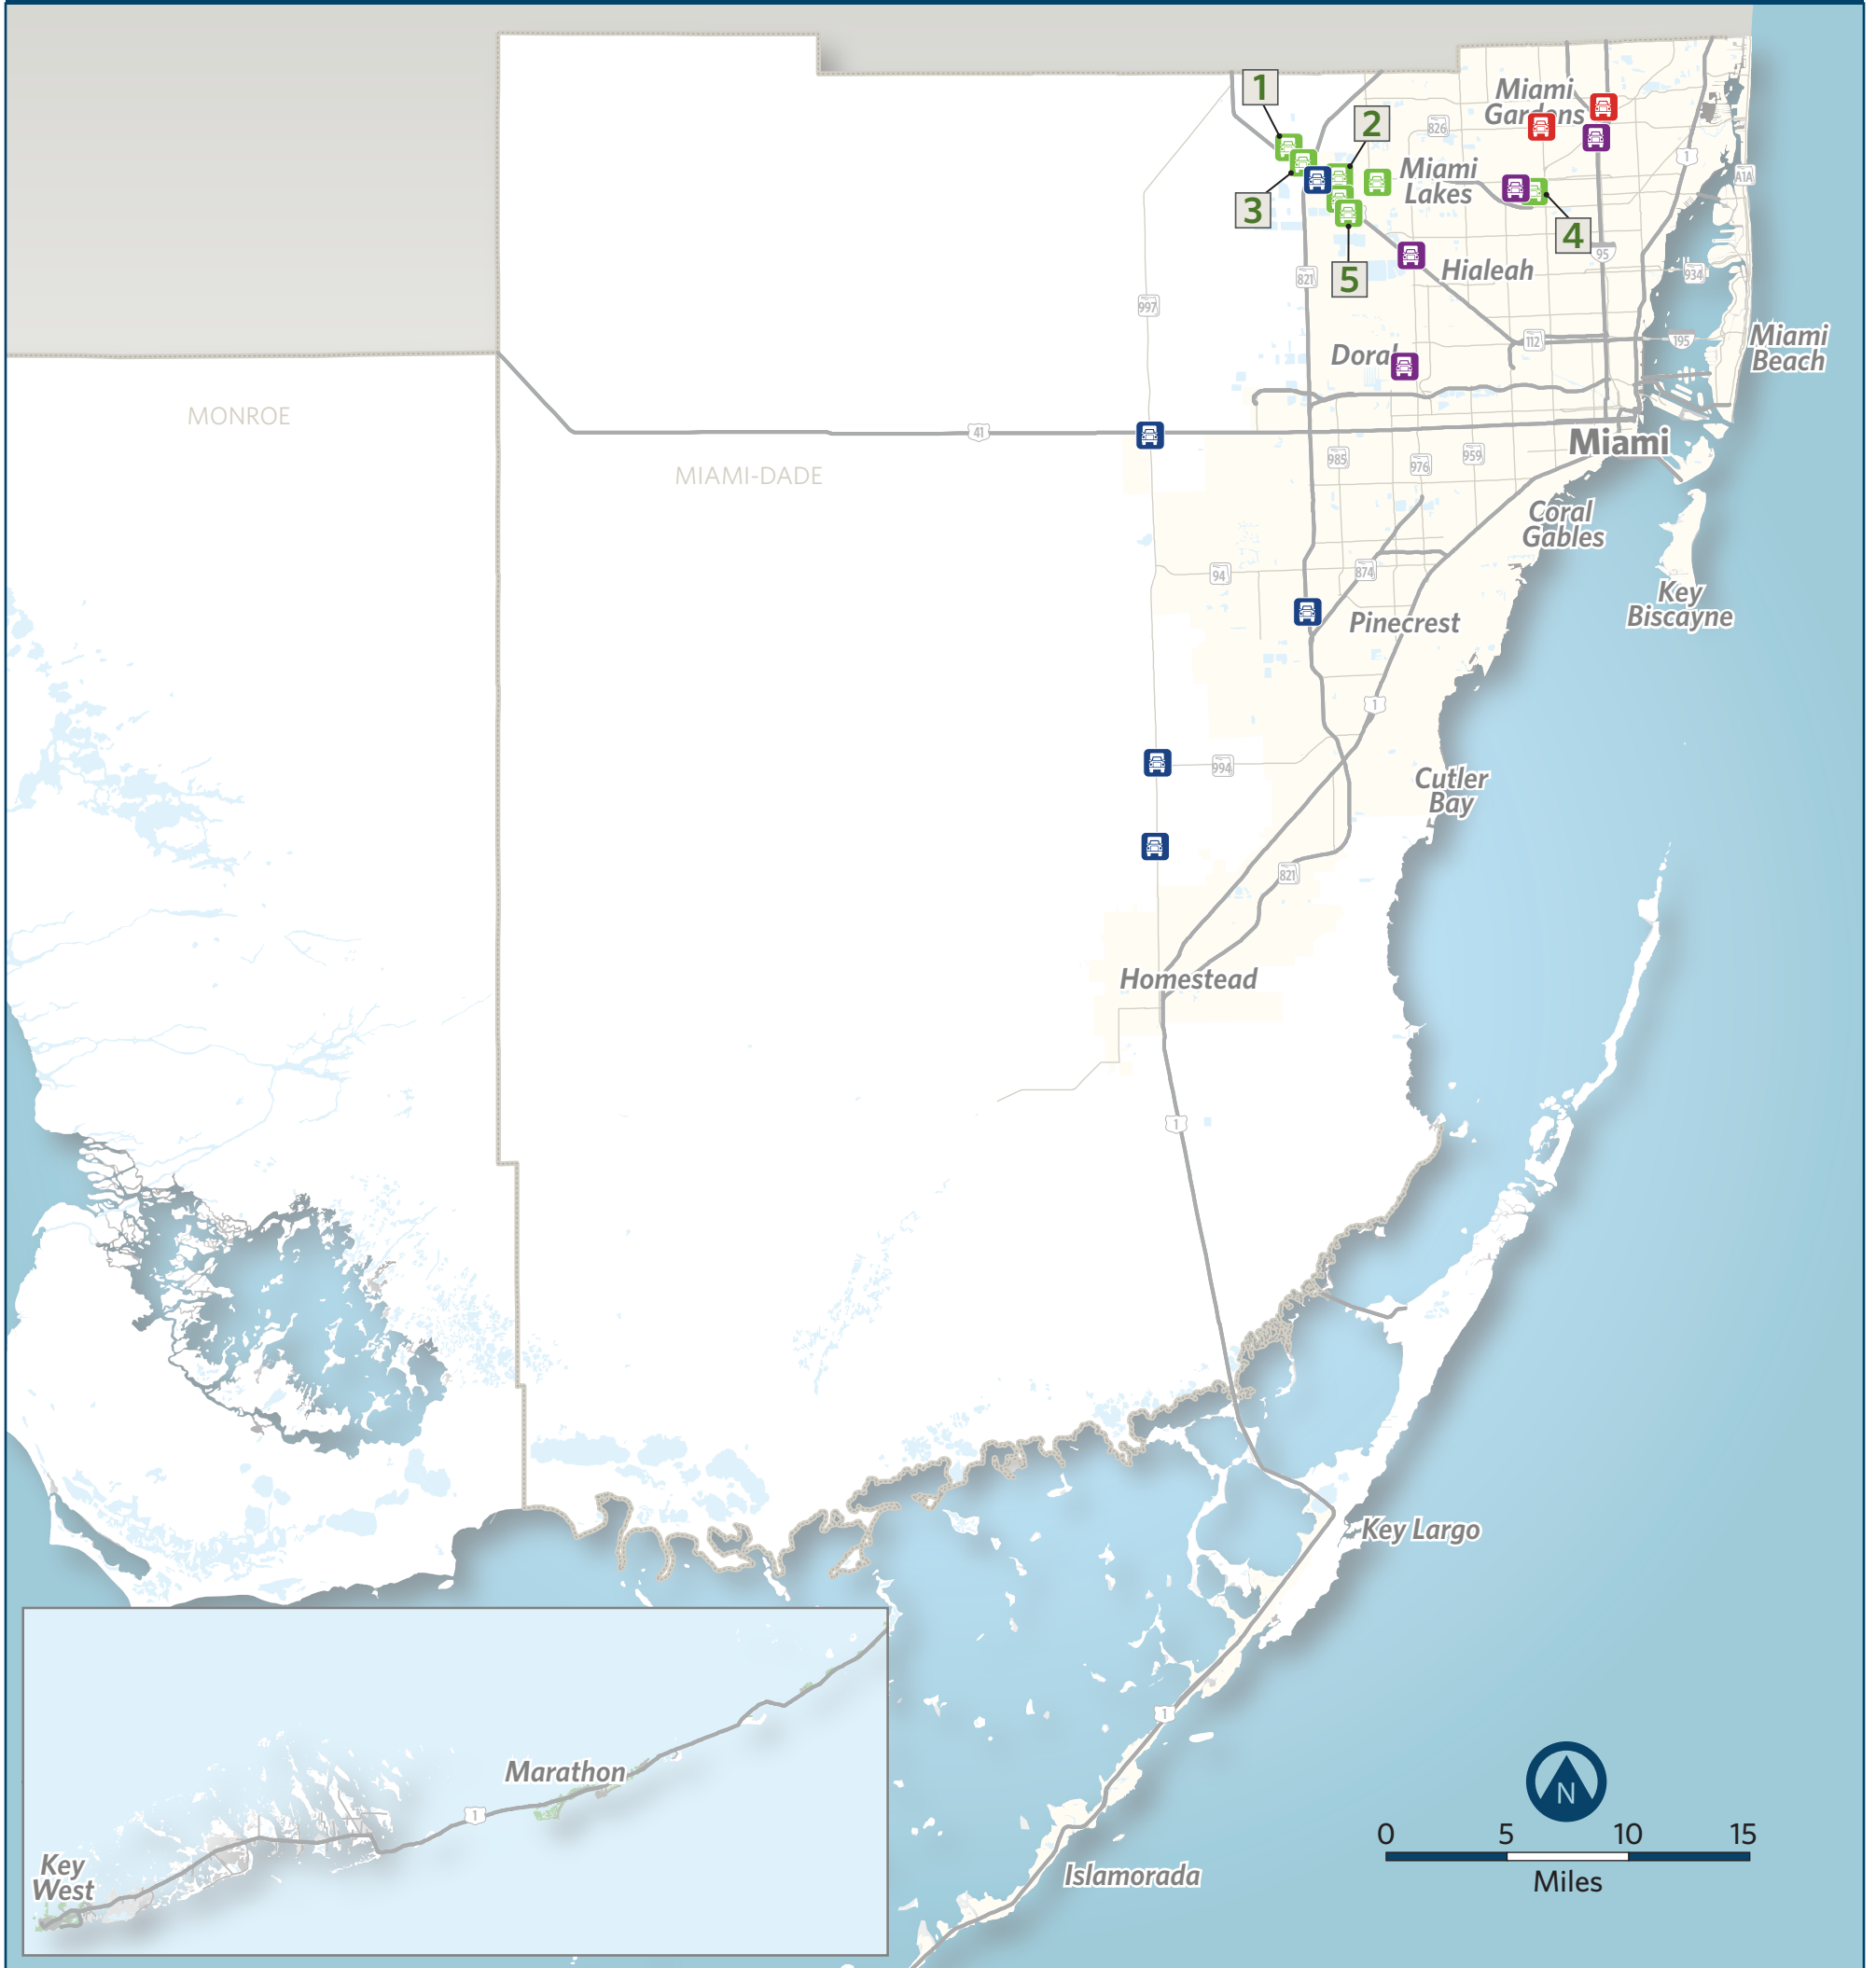 1
2
3
4
5
Miami
Gardens
826
1
A1A
Miami
Lakes
95
934
Hialeah
821
997
112
195
Miami
Beach
Doral
MONROE
41
MIAMI-DADE
Miami
985
976
959
Coral
Gables
94
874
Key
Biscayne
Pinecrest
1
994
Cutler
Bay
821
Homestead
1
Key Largo
1
Islamorada
Marathon
1
Key
West
N
0 5 10 15
Miles